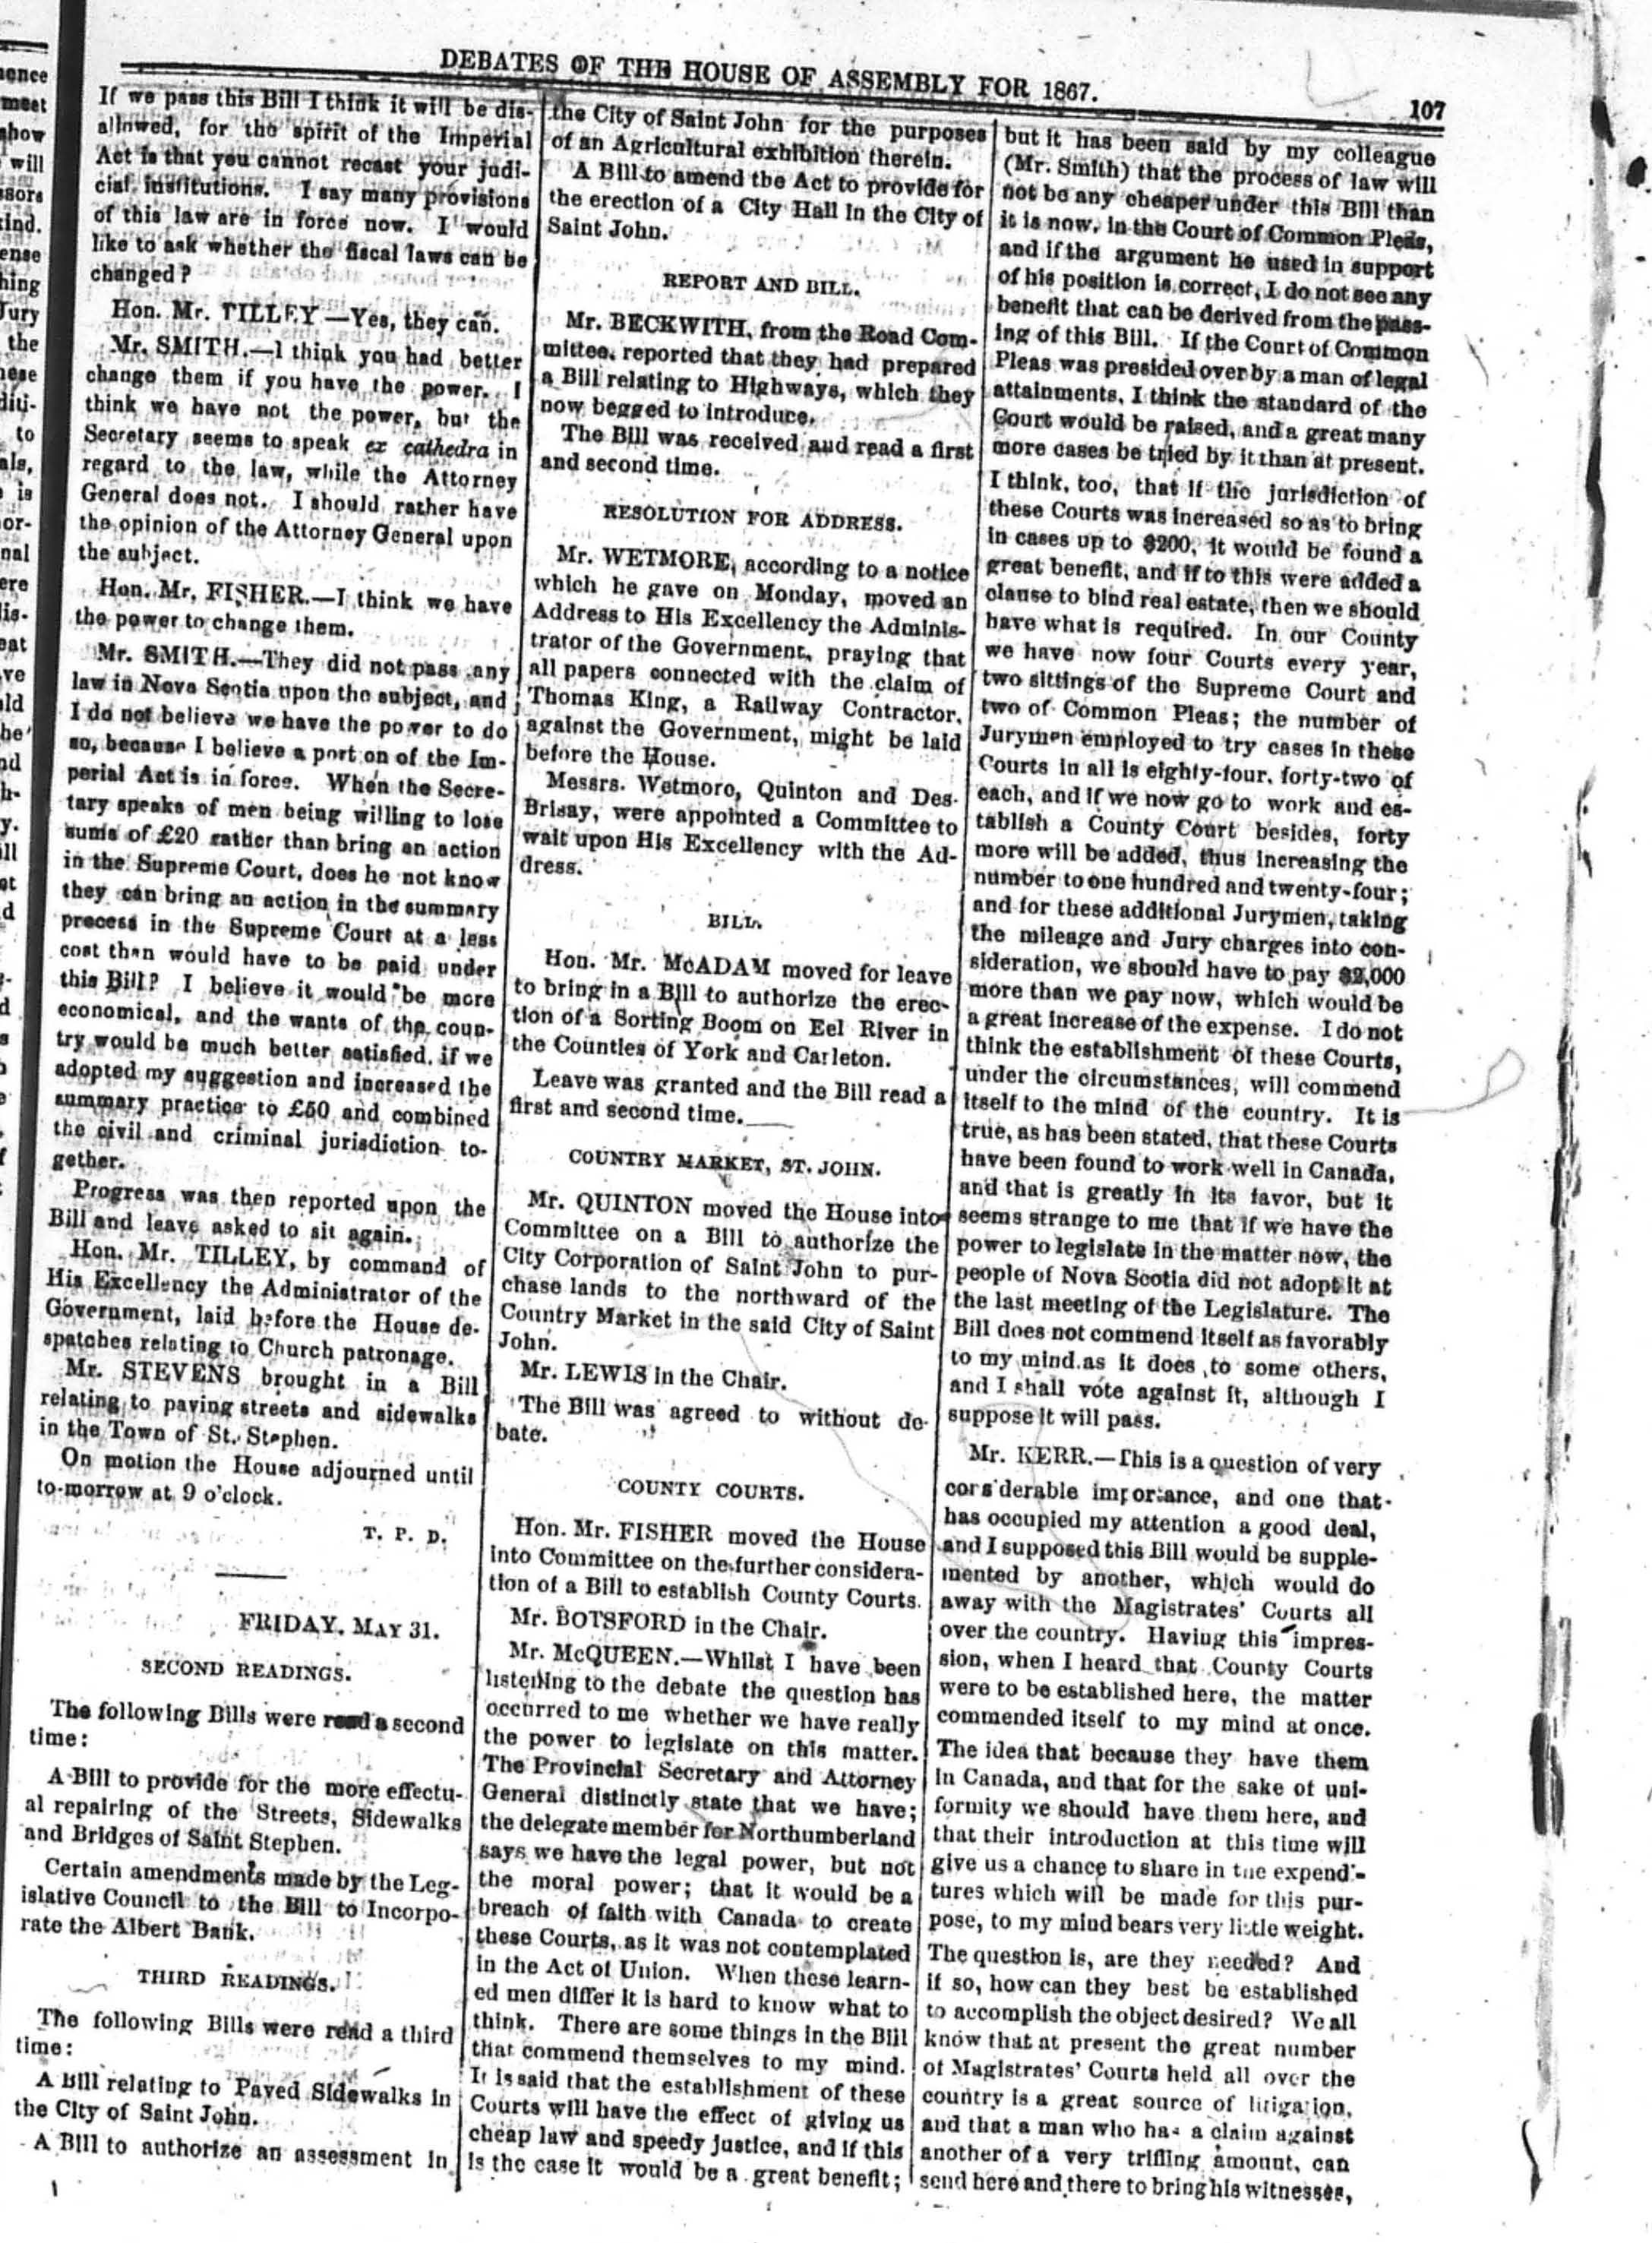 DEBATES OF THE HOUSE OF ASSEMBLY FOR 1867.
107
If we pass this Bill I think it will be dis-
allowed, for the spirit of the Imperial
Act is that you cannot recast your judi-
cial institutions. I say many provisions
of this law are in force now. I would
like to ask whether the fiscal laws can be
changed?
Hon. Mr. TILLEY—Yes, they can.
Mr. SMITH.—I think you had better
change them if you have the power. I
think we have not the power, but the
Secretary seems to speak ex cathedra in
regard to the law, while the Attorney
General does not. I should rather have
the opinion of the Attorney General upon
the subject.
Hon. Mr. FISHER.—I think we have
the power to change them.
Mr. SMITH.—They did not pass any
law in Nova Scotia upon the subject, and
I do not believe we have the power to do
so, because I believe a portion of the Im-
perial Act is in force. When the Secre-
tary speaks of men being willing to lose
sums of £20 rather than bring an action
in the Supreme Court, does he not know
they can bring an action in the summary
process in the Supreme Court at a less
cost than would have to be paid under
this Bill? I believe it would be more
economical, and the wants of the coun-
try would be much better satisfied, if we
adopted my suggestion and increased the
summary practice to £50 and combined
the civil and criminal jurisdiction to-
gether.
Progress was then reported upon the
Bill and leave asked to sit again.
Hon. Mr. TILLEY, by command of
His Excellency the Administrator of the
Government, laid before the House de-
spatches relating to Church patronage.
Mr. STEVENS brought in a Bill
relating to paving streets and sidewalks
in the Town of St. Stephen.
On motion the House adjourned until
to-morrow at 9 o'clock.
T. P. D.
FRIDAY, MAY 31.
SECOND READINGS.
The following Bills were read a second
time:
A Bill to provide for the more effectu-
al repairing of the Streets, Sidewalks
and Bridges of Saint Stephen.
Certain amendments made by the Leg-
islative Council to the Bill to Incorpo-
rate the Albert Bank.
THIRD READINGS.
The following Bills were read a third
time:
A Bill relating to Paved Sidewalks in
the City of Saint John.
A Bill to authorize an assessment in
the City of Saint John for the purposes
of an Agricultural exhibition therein.
A Bill to amend the Act to provide for
the erection of a City Hall in the City of
Saint John.
REPORT AND BILL.
Mr. BECKWITH, from the Road Com-
mittee, reported that they had prepared
a Bill relating to Highways, which they
now begged to introduce.
The Bill was received and read a first
and second time.
RESOLUTION FOR ADDRESS.
Mr. WETMORE, according to a notice
which he gave on Monday, moved an
Address to His Excellency the Adminis-
trator of the Government, praying that
all papers connected with the claim of
Thomas King, a Railway Contractor,
against the Government, might be laid
before the House.
Messrs. Wetmore, Quinton and Des-
Brisay, were appointed a Committee to
wait upon His Excellency with the Ad-
dress.
BILL.
Hon. Mr. McADAM moved for leave
to bring in a Bill to authorize the erec-
tion of a Sorting Boom on Eel River in
the Counties of York and Carleton.
Leave was granted and the Bill read a
first and second time.
COUNTRY MARKET, ST. JOHN.
Mr. QUINTON moved the House into
Committee on a Bill to authorize the
City Corporation of Saint John to pur-
chase lands to the northward of the
Country Market in the said City of Saint
John.
Mr. LEWIS in the Chair.
The Bill was agreed to without de-
bate.
COUNTY COURTS.
Hon. Mr. FISHER moved the House
into Committee on the further considera-
tion of a Bill to establish County Courts.
Mr. BOTSFORD in the Chair.
Mr. McQUEEN.—Whilst I have been
listening to the debate the question has
occurred to me whether we have really
the power to legislate on this matter.
The Provincial Secretary and Attorney
General distinctly state that we have;
the delegate member for Northumberland
says we have the legal power, but not
the moral power; that it would be a
breach of faith with Canada to create
these Courts, as it was not contemplated
in the Act of Union. When these learn-
ed men differ it is hard to know what to
think. There are some things in the Bill
that commend themselves to my mind.
It is said that the establishment of these
Courts will have the effect of giving us
cheap law and speedy justice, and if this
is the case it would be a great benefit;
but it has been said by my colleague
(Mr. Smith) that the process of law will
not be any cheaper under this Bill than
it is now, in the Court of Common Pleas,
and if the argument he used in support
of his position is correct, I do not see any
benefit that can be derived from the pass-
ing of this Bill. If the Court of Common
Pleas was presided over by a man of legal
attainments, I think the standard of the
Court would be raised, and a great many
more cases be tried by it than at present.
I think, too, that if the jurisdiction of
these Courts was increased so as to bring
in cases up to $200, it would be found a
great benefit, and if to this were added a
clause to bind real estate, then we should
have what is required. In our County
we have now four Courts every year,
two sittings of the Supreme Court and
two of Common Pleas; the number of
Jurymen employed to try cases in these
Courts in all is eighty-four, forty-two of
each, and if we now go to work and es-
tablish a County Court besides, forty
more will be added, thus increasing the
number to one hundred and twenty-four;
and for these additional Jurymen, taking
the mileage and Jury charges into con-
sideration, we should have to pay $2,000
more than we pay now, which would be
a great increase of the expense. I do not
think the establishment of these Courts,
under the circumstances, will commend
itself to the mind of the country. It is
true, as has been stated, that these Courts
have been found to work well in Canada,
and that is greatly in its favor, but it
seems strange to me that if we have the
power to legislate in the matter now, the
people of Nova Scotia did not adopt it at
the last meeting of the Legislature. The
Bill does not commend itself as favorably
to my mind as it does to some others,
and I shall vote against it, although I
suppose it will pass.
Mr. KERR.—This is a question of very
considerable importance, and one that
has occupied my attention a good deal,
and I supposed this Bill would be supple-
mented by another, which would do
away with the Magistrates' Courts all
over the country. Having this impres-
sion, when I heard that County Courts
were to be established here, the matter
commended itself to my mind at once.
The idea that because they have them
in Canada, and that for the sake of uni-
formity we should have them here, and
that their introduction at this time will
give us a chance to share in the expendi-
tures which will be made for this pur-
pose, to my mind bears very little weight.
The question is, are they needed? And
if so, how can they best be established
to accomplish the object desired? We all
know that at present the great number
of Magistrates' Courts held all over the
country is a great source of litigation,
and that a man who has a claim against
another of a very trifling amount, can
send here and there to bring his witnesses,